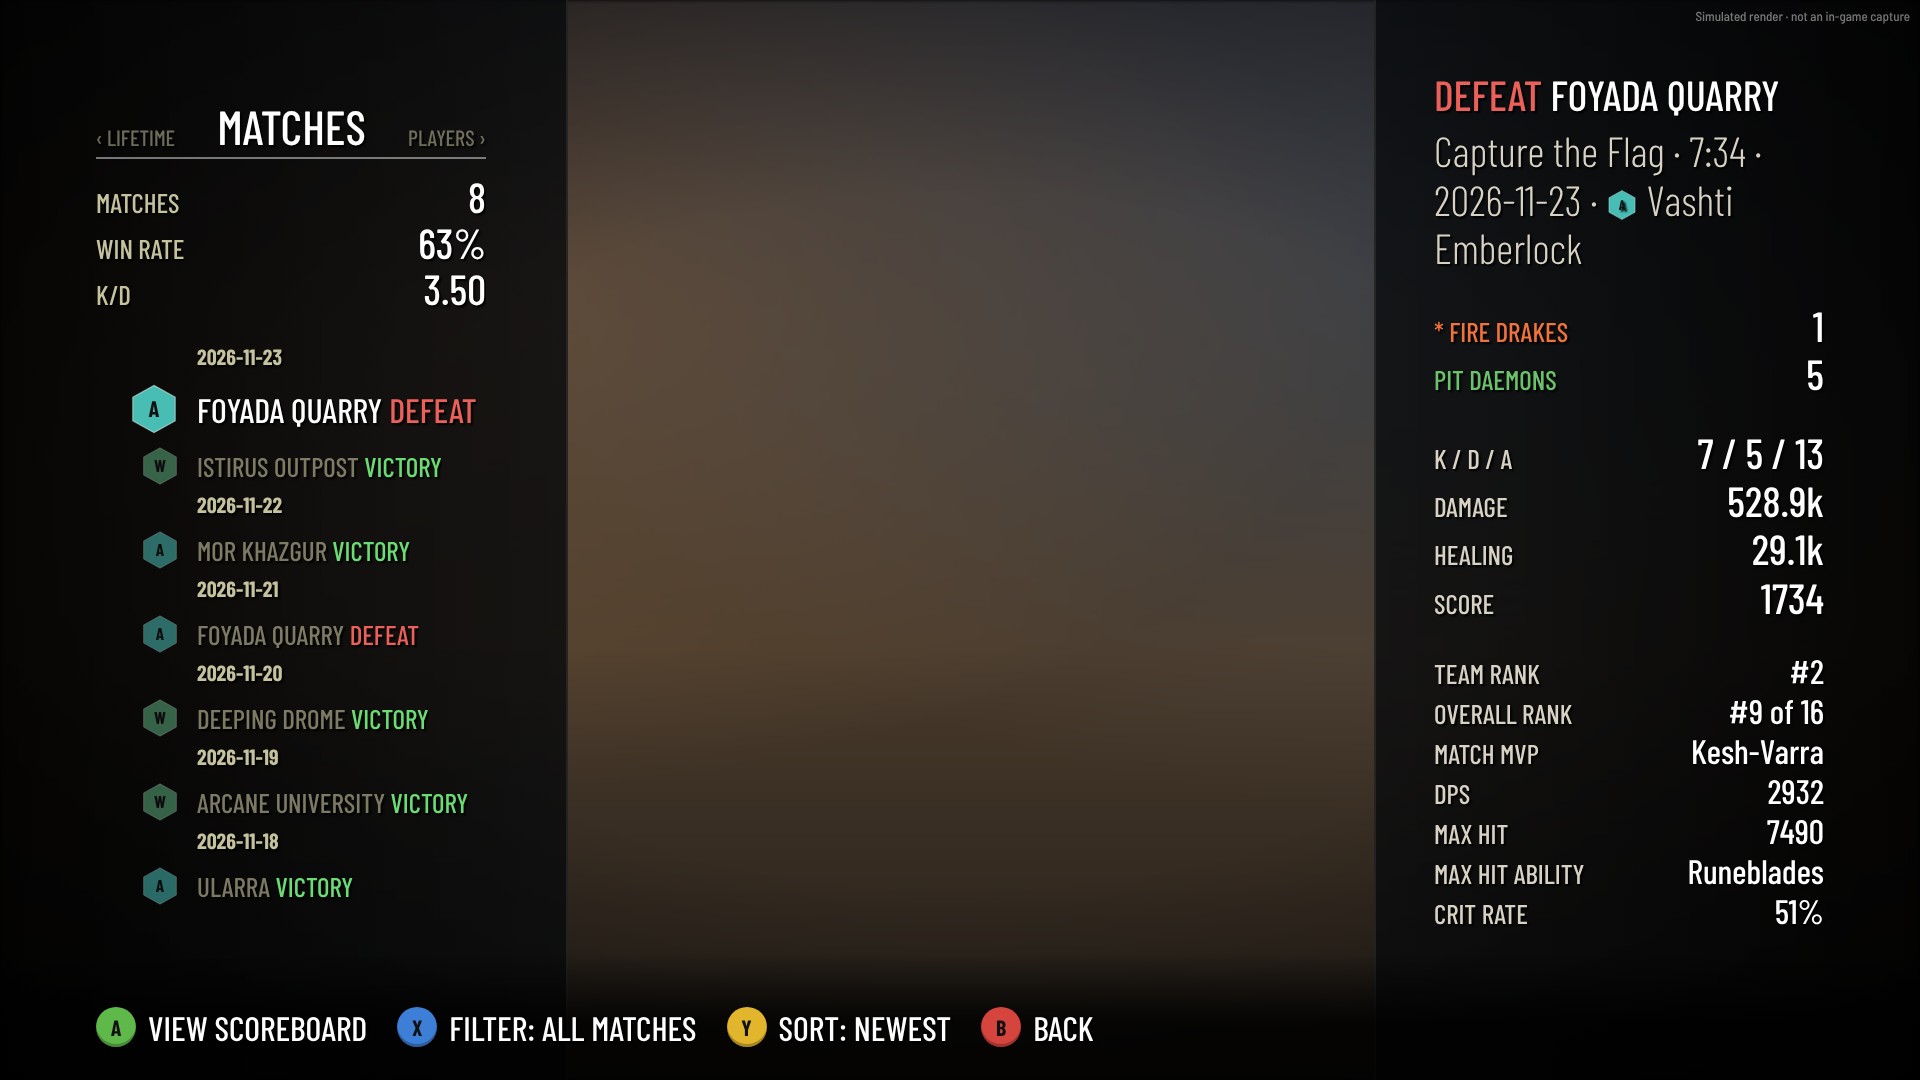 Simulated render · not an in-game capture
‹ LIFETIME MATCHES PLAYERS ›
MATCHES 8
WIN RATE 63%
K/D 3.50
2026-11-23
A FOYADA QUARRY DEFEAT
W ISTIRUS OUTPOST VICTORY
2026-11-22
A MOR KHAZGUR VICTORY
2026-11-21
A FOYADA QUARRY DEFEAT
2026-11-20
W DEEPING DROME VICTORY
2026-11-19
W ARCANE UNIVERSITY VICTORY
2026-11-18
A ULARRA VICTORY
DEFEAT FOYADA QUARRY
Capture the Flag · 7:34 ·
2026-11-23 · A Vashti
Emberlock
* FIRE DRAKES 1
PIT DAEMONS 5
K / D / A 7 / 5 / 13
DAMAGE 528.9k
HEALING 29.1k
SCORE 1734
TEAM RANK #2
OVERALL RANK #9 of 16
MATCH MVP Kesh-Varra
DPS 2932
MAX HIT 7490
MAX HIT ABILITY Runeblades
CRIT RATE 51%
A VIEW SCOREBOARD X FILTER: ALL MATCHES Y SORT: NEWEST B BACK